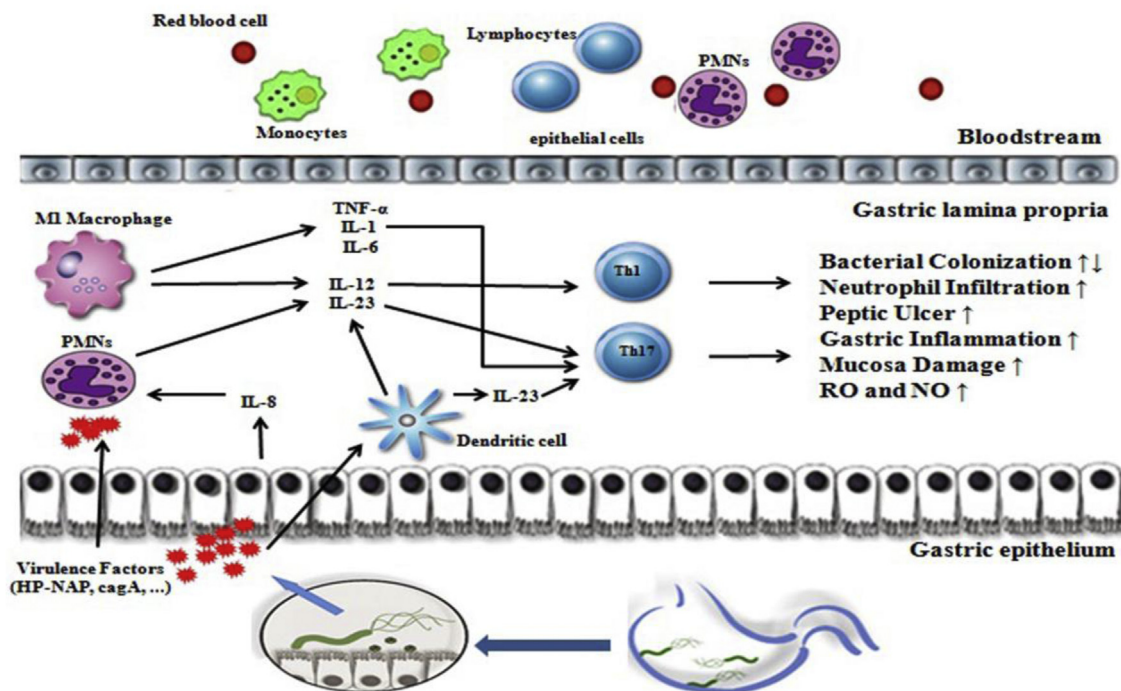 Red blood cell
Lymphocytes
PMNs
Monocytes
epithelial cells
Bloodstream
M1 Macrophage
TNF-α
IL-1
IL-6
Gastric lamina propria
IL-12
IL-23
Th1
Th17
Bacterial Colonization ↑↓
Neutrophil Infiltration ↑
Peptic Ulcer ↑
Gastric Inflammation ↑
Mucosa Damage ↑
RO and NO ↑
PMNs
IL-8
IL-23
Dendritic cell
Gastric epithelium
Virulence Factors
(HP-NAP, cagA, ...)